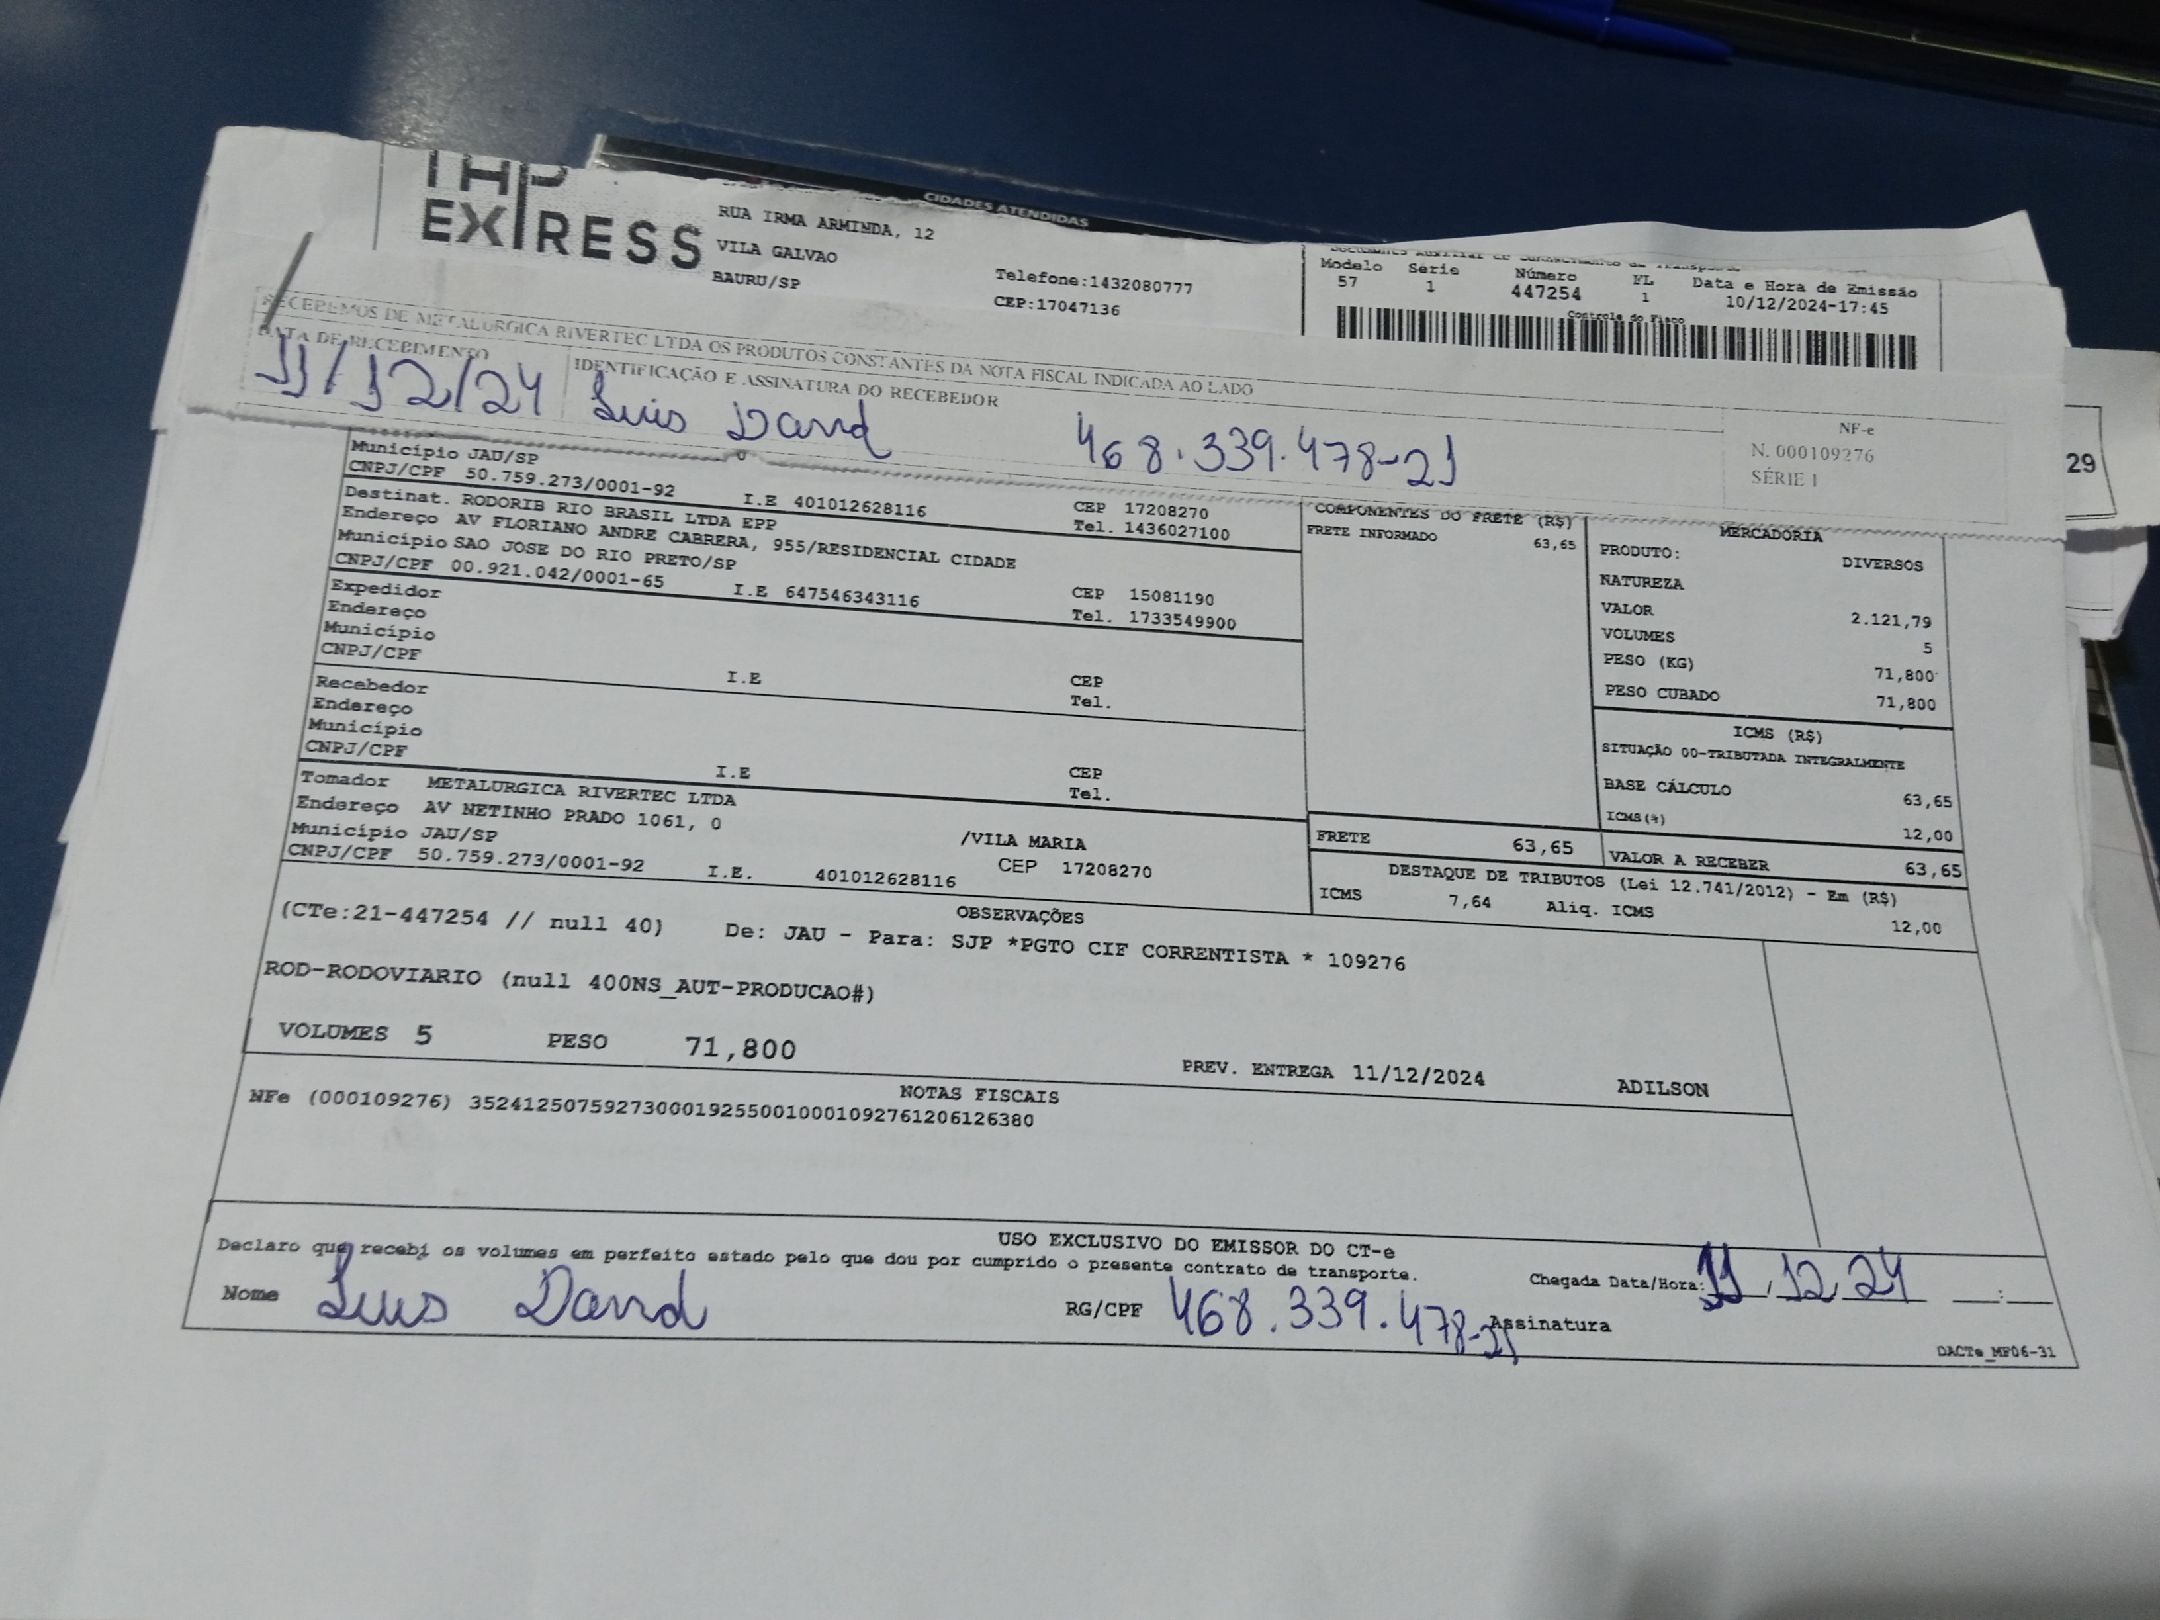 THP
EXPRESS
RUA IRMA ARMINDA, 12
VILA GALVAO
BAURU/SP
Telefone:1432080777
CEP:17047136
CIDADES ATENDIDAS
Modelo Série Número FL Data e Hora de Emissão
57 1 447254 1 10/12/2024-17:45
Controle do Fisco
RECEBEMOS DE METALURGICA RIVERTEC LTDA OS PRODUTOS CONSTANTES DA NOTA FISCAL INDICADA AO LADO
DATA DE RECEBIMENTO IDENTIFICAÇÃO E ASSINATURA DO RECEBEDOR
11/12/24 Luis David 468.339.478-21
NF-e
N. 000109276
SÉRIE 1
29
Município JAU/SP
CNPJ/CPF 50.759.273/0001-92 I.E 401012628116 CEP 17208270
Tel. 1436027100
Destinat. RODORIB RIO BRASIL LTDA EPP
Endereço AV FLORIANO ANDRE CABRERA, 955/RESIDENCIAL CIDADE
Município SAO JOSE DO RIO PRETO/SP CEP 15081190
CNPJ/CPF 00.921.042/0001-65 I.E 647546343116 Tel. 1733549900
Expedidor
Endereço
Município CEP
CNPJ/CPF I.E Tel.
Recebedor
Endereço
Município CEP
CNPJ/CPF I.E Tel.
Tomador METALURGICA RIVERTEC LTDA
Endereço AV NETINHO PRADO 1061, 0 /VILA MARIA
Município JAU/SP CEP 17208270
CNPJ/CPF 50.759.273/0001-92 I.E. 401012628116
COMPONENTES DO FRETE (R$)
FRETE INFORMADO 63,65
MERCADORIA
PRODUTO: DIVERSOS
NATUREZA
VALOR 2.121,79
VOLUMES 5
PESO (KG) 71,800
PESO CUBADO 71,800
ICMS (R$)
SITUAÇÃO 00-TRIBUTADA INTEGRALMENTE
BASE CÁLCULO 63,65
ICMS(%) 12,00
FRETE 63,65 VALOR A RECEBER 63,65
DESTAQUE DE TRIBUTOS (Lei 12.741/2012) - Em (R$)
ICMS 7,64 Aliq. ICMS 12,00
OBSERVAÇÕES
(CTe:21-447254 // null 40) De: JAU - Para: SJP *PGTO CIF CORRENTISTA * 109276
ROD-RODOVIARIO (null 400NS_AUT-PRODUCAO#)
VOLUMES 5 PESO 71,800 PREV. ENTREGA 11/12/2024 ADILSON
NOTAS FISCAIS
NFe (000109276) 35241250759273000192550010001092761206126380
USO EXCLUSIVO DO EMISSOR DO CT-e
Declaro que recebi os volumes em perfeito estado pelo que dou por cumprido o presente contrato de transporte.
Chegada Data/Hora: 11/12 24 __:__
Nome Luis David RG/CPF 468.339.478-21 Assinatura
DACTe_MF06-31